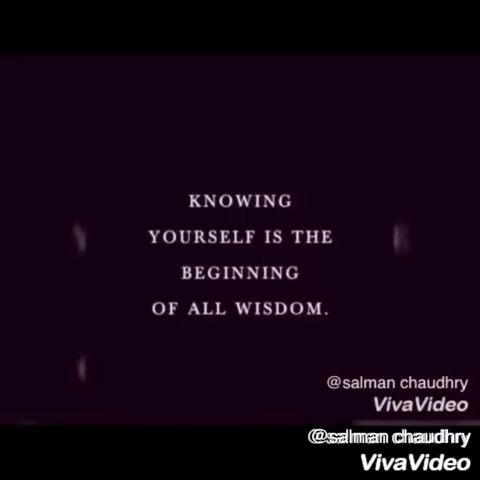 KNOWING
YOURSELF IS THE
BEGINNING
OF ALL WISDOM.
@salman chaudhry
VivaVideo
@salman chaudhry
VivaVideo